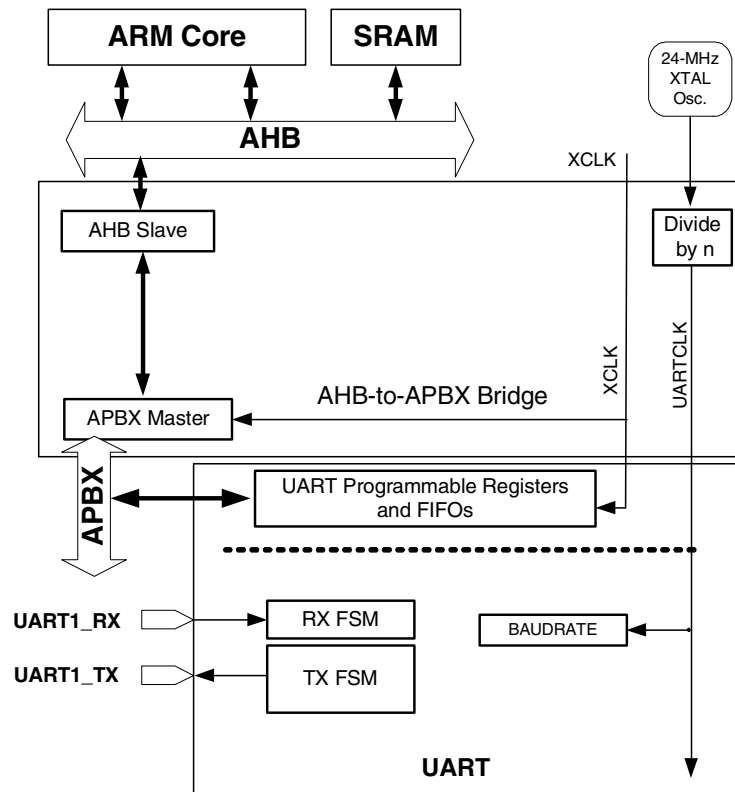 ARM Core
SRAM
24-MHz
XTAL
Osc.
AHB
XCLK
AHB Slave
Divide
by n
XCLK
UARTCLK
AHB-to-APBX Bridge
APBX Master
APBX
UART Programmable Registers
and FIFOs
UART1_RX
RX FSM
BAUDRATE
UART1_TX
TX FSM
UART